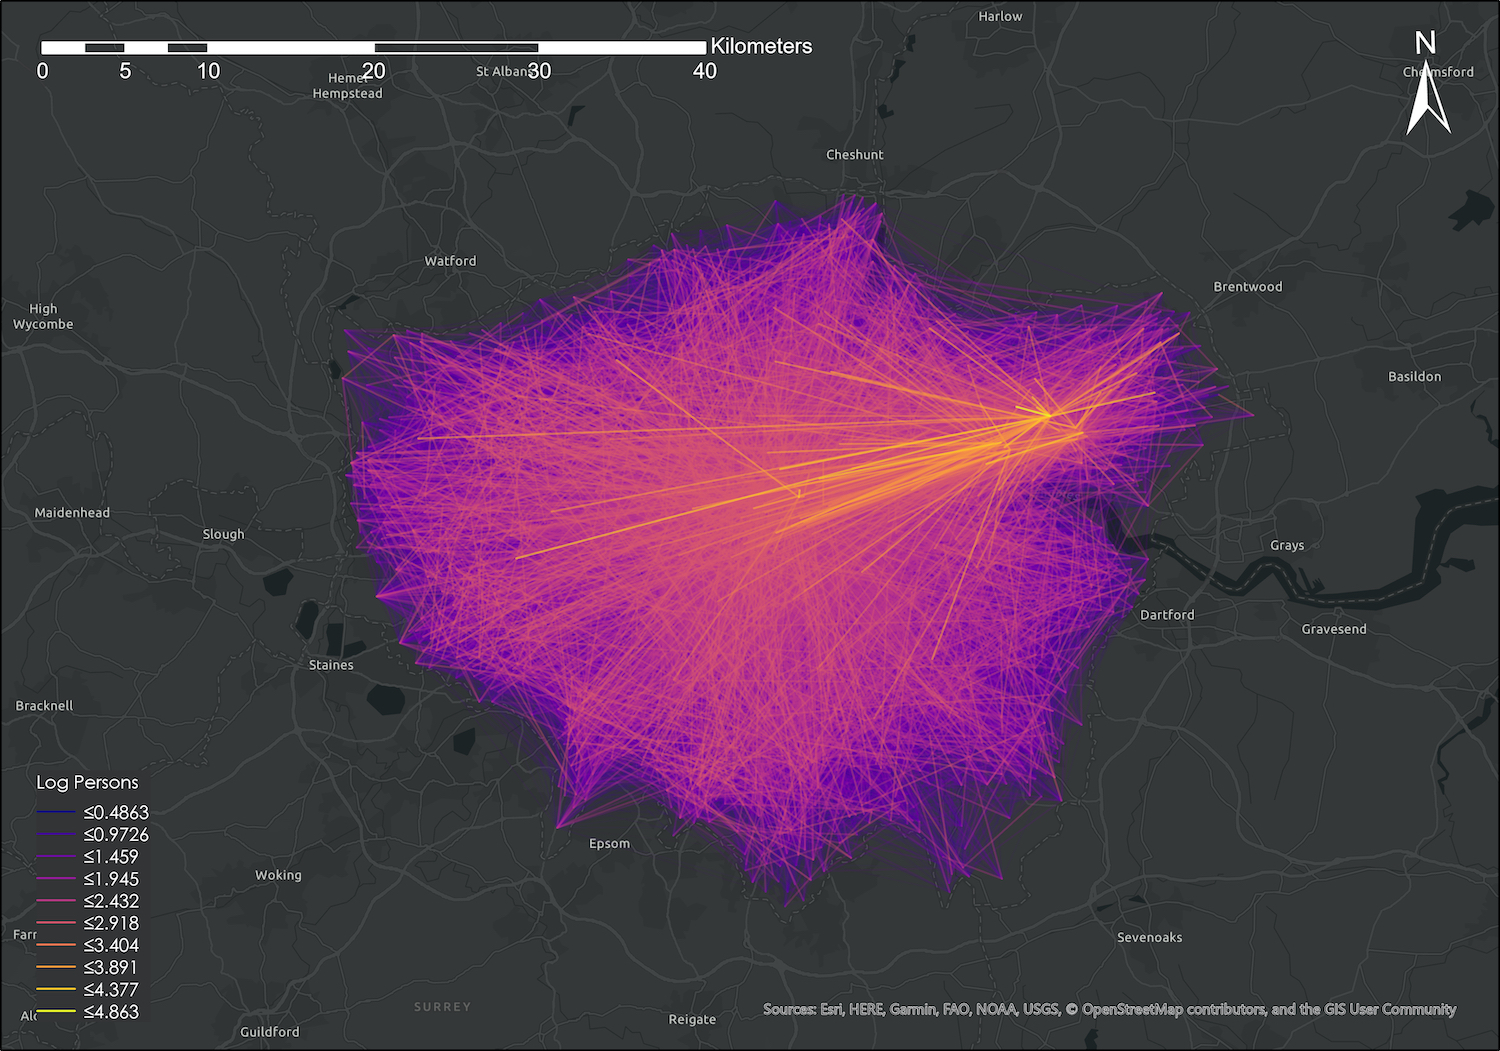 Harlow
Kilometers
N
0 5 10 20 30 40
St Albans
Hemel
Hempstead
Chelmsford
Cheshunt
Watford
Brentwood
High
Wycombe
Basildon
Maidenhead
Slough
Grays
Dartford
Gravesend
Staines
Bracknell
Log Persons
≤0.4863
≤0.9726
≤1.459
≤1.945
≤2.432
≤2.918
≤3.404
≤3.891
≤4.377
≤4.863
Epsom
Woking
Farr
Sevenoaks
SURREY
Sources: Esri, HERE, Garmin, FAO, NOAA, USGS, © OpenStreetMap contributors, and the GIS User Community
Reigate
Guildford